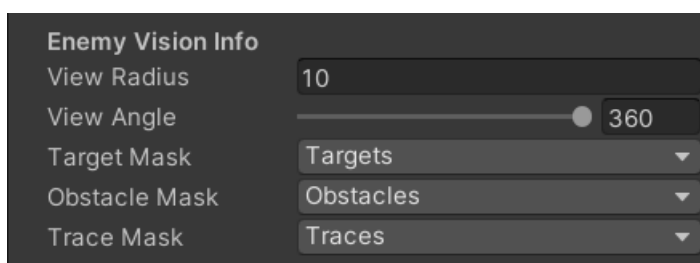 Enemy Vision Info
View Radius 10
View Angle 360
Target Mask Targets
Obstacle Mask Obstacles
Trace Mask Traces